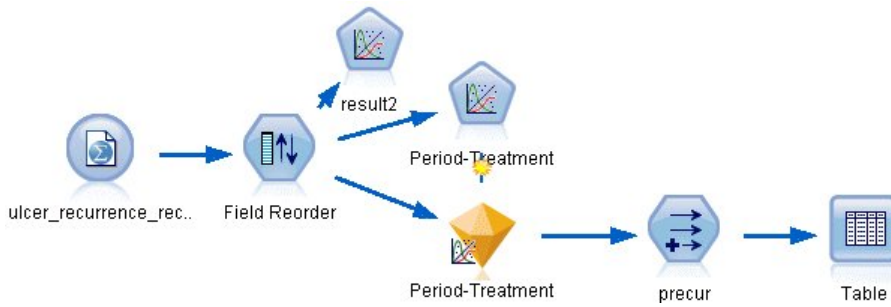 result2
Period-Treatment
ulcer_recurrence_rec..
Field Reorder
Period-Treatment
precur
Table